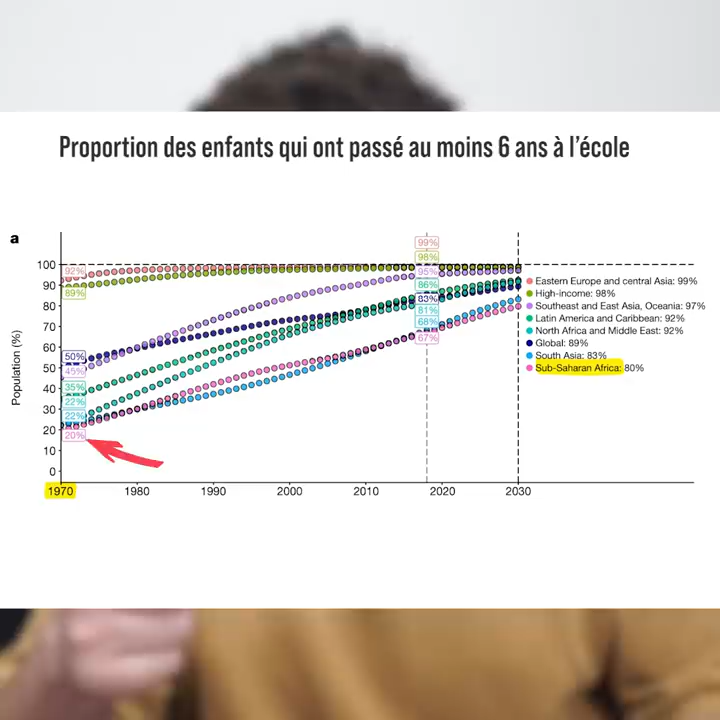 Proportion des enfants qui ont passé au moins 6 ans à l'école
a
Population (%)
100
90
80
70
60
50
40
30
20
10
0
92%
89%
50%
45%
35%
22%
22%
20%
99%
98%
95%
86%
83%
81%
68%
67%
Eastern Europe and central Asia: 99%
High-income: 98%
Southeast and East Asia, Oceania: 97%
Latin America and Caribbean: 92%
North Africa and Middle East: 92%
Global: 89%
South Asia: 83%
Sub-Saharan Africa: 80%
1970 1980 1990 2000 2010 2020 2030